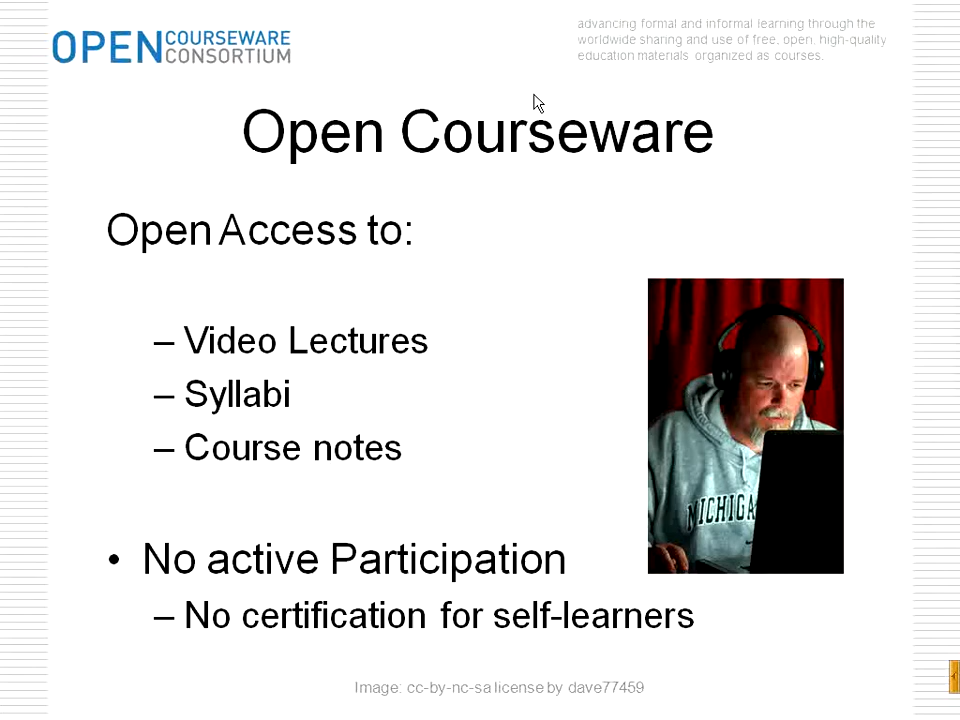 OPEN COURSEWARE
CONSORTIUM
advancing formal and informal learning through the
worldwide sharing and use of free, open, high-quality
education materials organized as courses.
Open Courseware
Open Access to:
– Video Lectures
– Syllabi
– Course notes
MICHIGA
• No active Participation
– No certification for self-learners
Image: cc-by-nc-sa license by dave77459